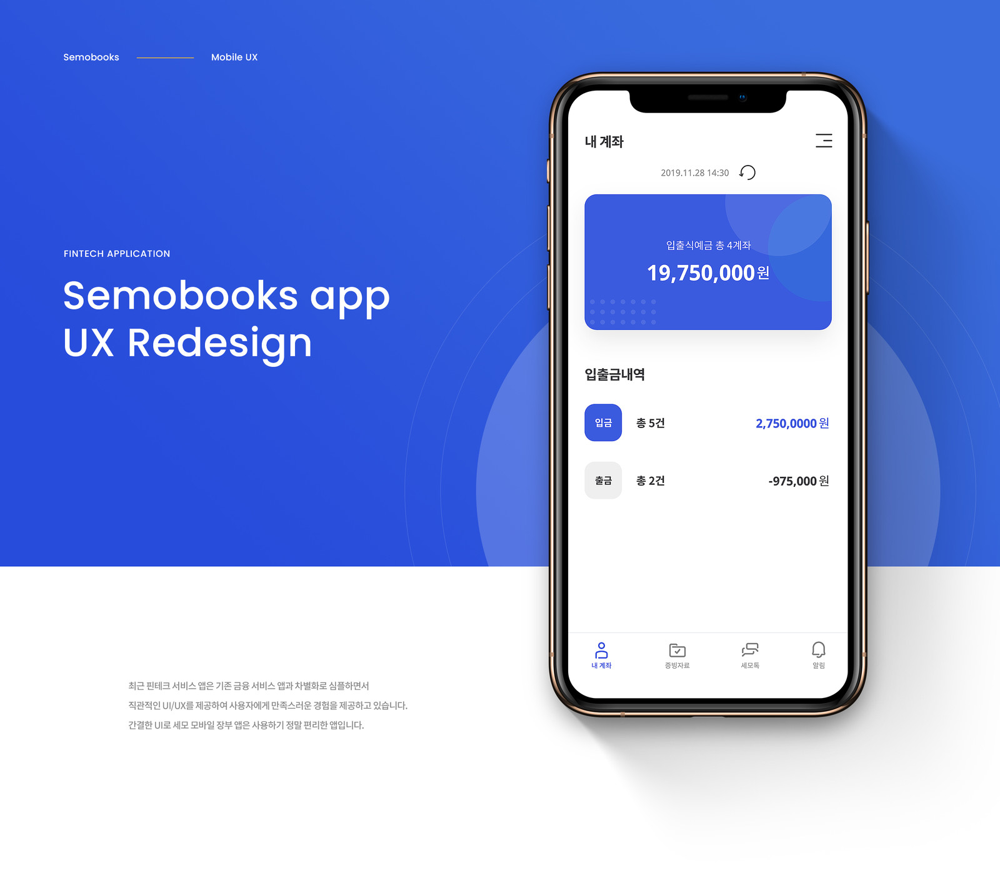 Semobooks Mobile UX
FINTECH APPLICATION
Semobooks app
UX Redesign
내 계좌
2019.11.28 14:30
입출식예금 총 4계좌
19,750,000원
입출금내역
입금 총 5건 2,750,0000 원
출금 총 2건 -975,000 원
내 계좌 증빙자료 세모톡 알림
최근 핀테크 서비스 앱은 기존 금융 서비스 앱과 차별화로 심플하면서
직관적인 UI/UX를 제공하여 사용자에게 만족스러운 경험을 제공하고 있습니다.
간결한 UI로 세모 모바일 장부 앱은 사용하기 정말 편리한 앱입니다.